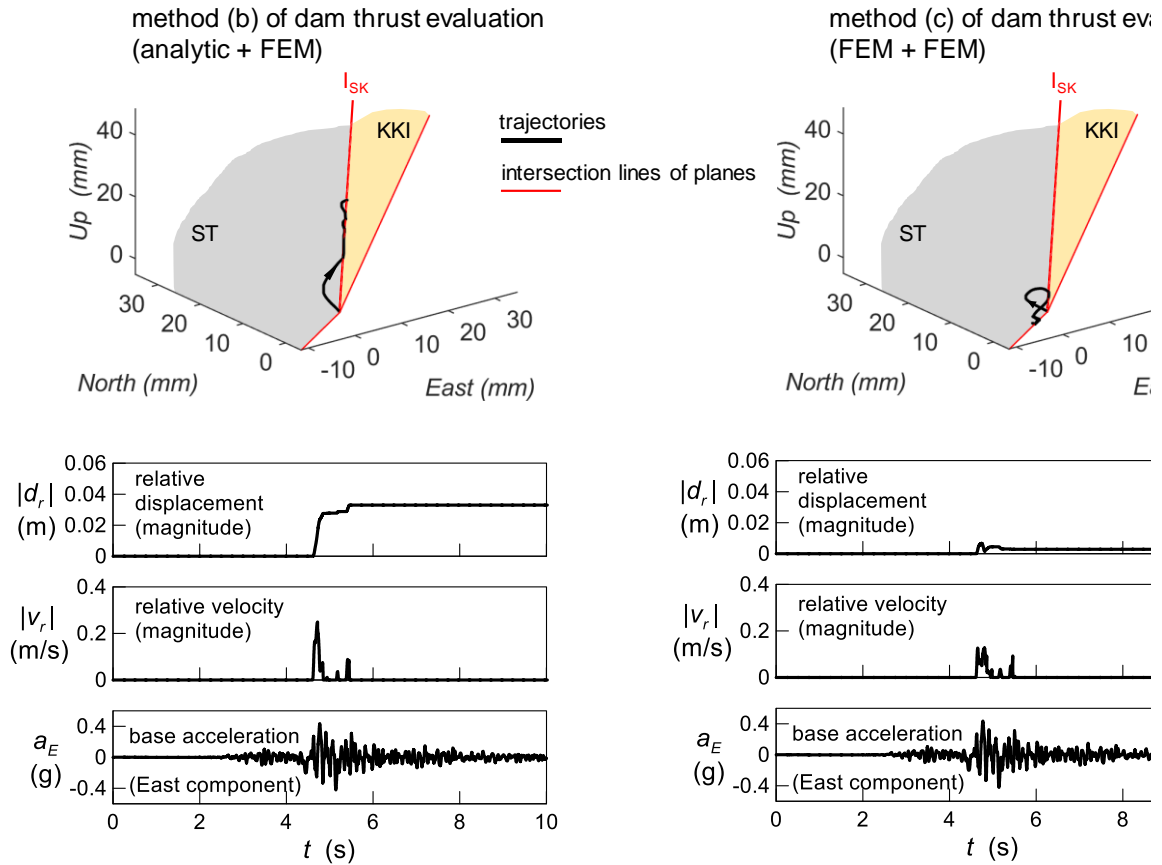 method (b) of dam thrust evaluation
(analytic + FEM)
I_SK
KKI
ST
40
20
0
Up (mm)
30
20
10
0
North (mm)
-10
0
10
20
30
East (mm)
trajectories
intersection lines of planes
method (c) of dam thrust eva
(FEM + FEM)
I_SK
KKI
ST
40
20
0
Up (mm)
30
20
10
0
North (mm)
-10
0
10
Ea
|d_r|
(m)
0.06
0.04
0.02
0
relative
displacement
(magnitude)
|v_r|
(m/s)
0.4
0.2
0
relative velocity
(magnitude)
a_E
(g)
0.4
0
-0.4
base acceleration
(East component)
0
2
4
6
8
10
t (s)
|d_r|
(m)
0.06
0.04
0.02
0
relative
displacement
(magnitude)
|v_r|
(m/s)
0.4
0.2
0
relative velocity
(magnitude)
a_E
(g)
0.4
0
-0.4
base acceleration
(East component)
0
2
4
6
8
t (s)